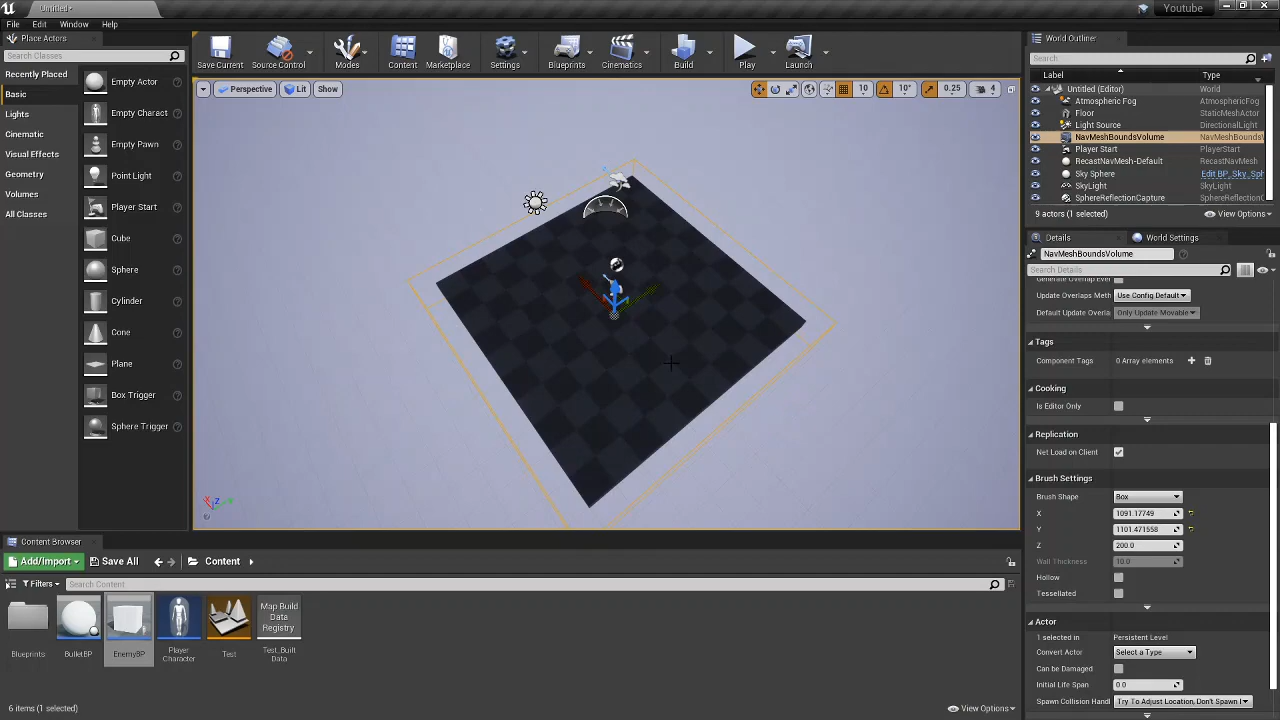 Untitled*
Youtube
File Edit Window Help
Place Actors
Search Classes
Recently Placed
Basic
Lights
Cinematic
Visual Effects
Geometry
Volumes
All Classes
Empty Actor
Empty Charact
Empty Pawn
Point Light
Player Start
Cube
Sphere
Cylinder
Cone
Plane
Box Trigger
Sphere Trigger
Save Current
Source Control
Modes
Content
Marketplace
Settings
Blueprints
Cinematics
Build
Play
Launch
Perspective
Lit
Show
10
10°
0.25
4
World Outliner
Search
Label Type
Untitled (Editor) World
Atmospheric Fog AtmosphericFog
Floor StaticMeshActor
Light Source DirectionalLight
NavMeshBoundsVolume NavMeshBoundsV
Player Start PlayerStart
RecastNavMesh-Default RecastNavMesh
Sky Sphere Edit BP_Sky_Sph
SkyLight SkyLight
SphereReflectionCapture SphereReflectionC
9 actors (1 selected)
View Options
Details World Settings
NavMeshBoundsVolume
Search Details
Generate Overlap Ever
Update Overlaps Meth Use Config Default
Default Update Overla Only Update Movable
Tags
Component Tags 0 Array elements
Cooking
Is Editor Only
Replication
Net Load on Client
Brush Settings
Brush Shape Box
X 1091.17749
Y 1101.471558
Z 200.0
Wall Thickness 10.0
Hollow
Tessellated
Actor
1 selected in Persistent Level
Convert Actor Select a Type
Can be Damaged
Initial Life Span 0.0
Spawn Collision Hand Try To Adjust Location, Don't Spawn I
Content Browser
Add/Import Save All Content
Filters Search Content
Blueprints
BulletBP
EnemyBP
Player
Character
Test
Map Build
Data
Registry
Test_Built
Data
6 items (1 selected)
View Options
X Z Y